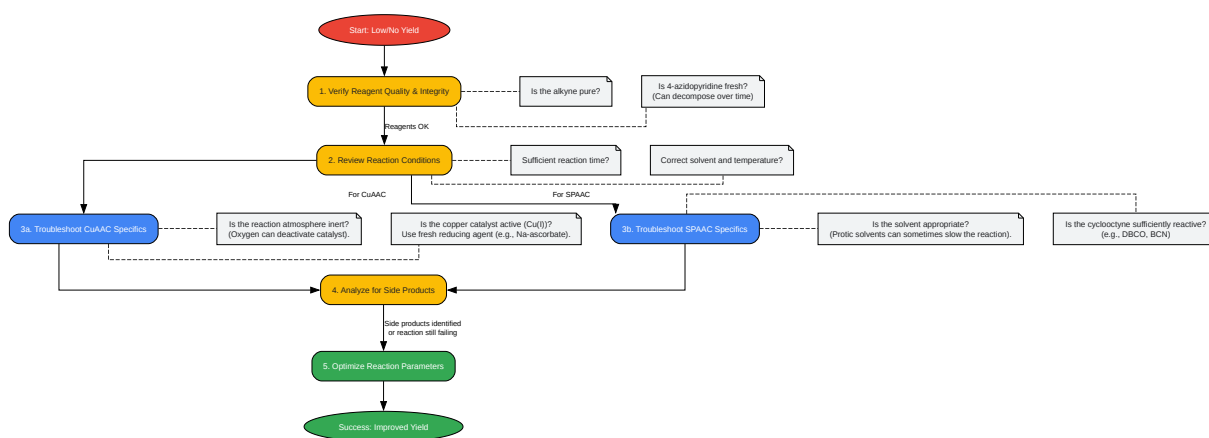 Start: Low/No Yield
1. Verify Reagent Quality & Integrity
Is the alkyne pure?
Is 4-azidopyridine fresh?
(Can decompose over time)
Reagents OK
2. Review Reaction Conditions
Sufficient reaction time?
Correct solvent and temperature?
For CuAAC
For SPAAC
3a. Troubleshoot CuAAC Specifics
Is the reaction atmosphere inert?
(Oxygen can deactivate catalyst).
Is the copper catalyst active (Cu(I))?
Use fresh reducing agent (e.g., Na-ascorbate).
3b. Troubleshoot SPAAC Specifics
Is the solvent appropriate?
(Protic solvents can sometimes slow the reaction).
Is the cyclooctyne sufficiently reactive?
(e.g., DBCO, BCN)
4. Analyze for Side Products
Side products identified
or reaction still failing
5. Optimize Reaction Parameters
Success: Improved Yield